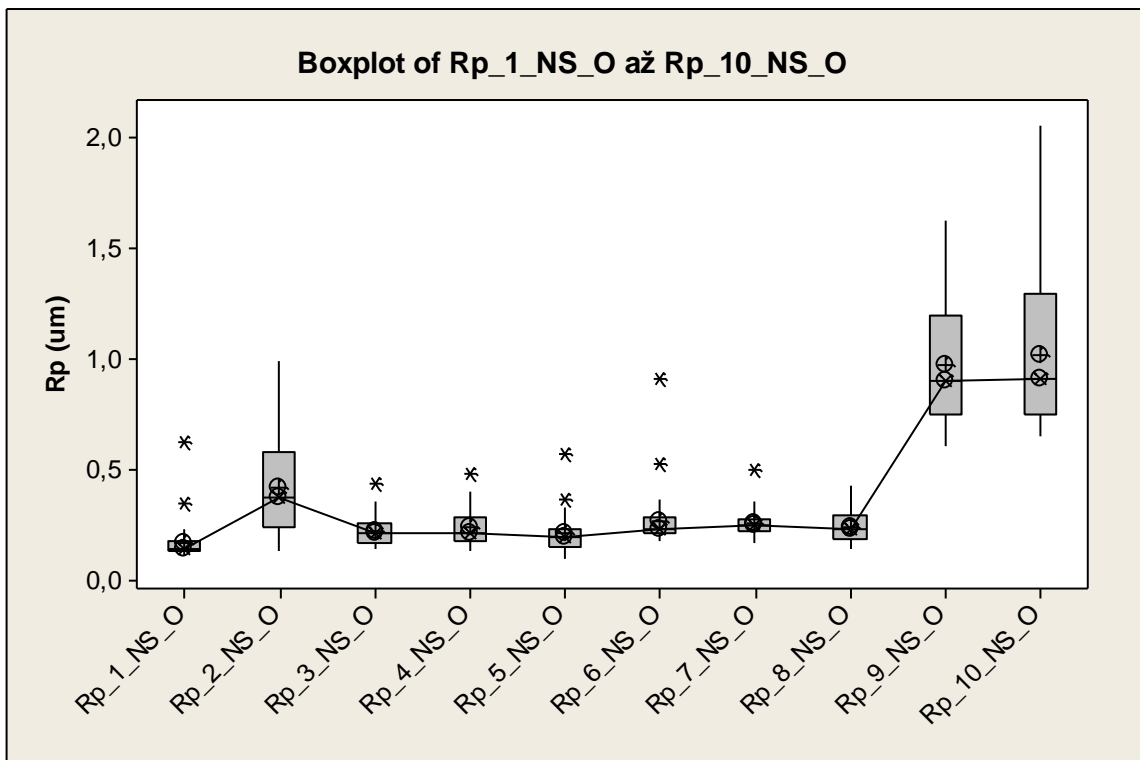 Boxplot of Rp_1_NS_O až Rp_10_NS_O
Rp (um)
2,0
1,5
1,0
0,5
0,0
Rp_1_NS_O
Rp_2_NS_O
Rp_3_NS_O
Rp_4_NS_O
Rp_5_NS_O
Rp_6_NS_O
Rp_7_NS_O
Rp_8_NS_O
Rp_9_NS_O
Rp_10_NS_O